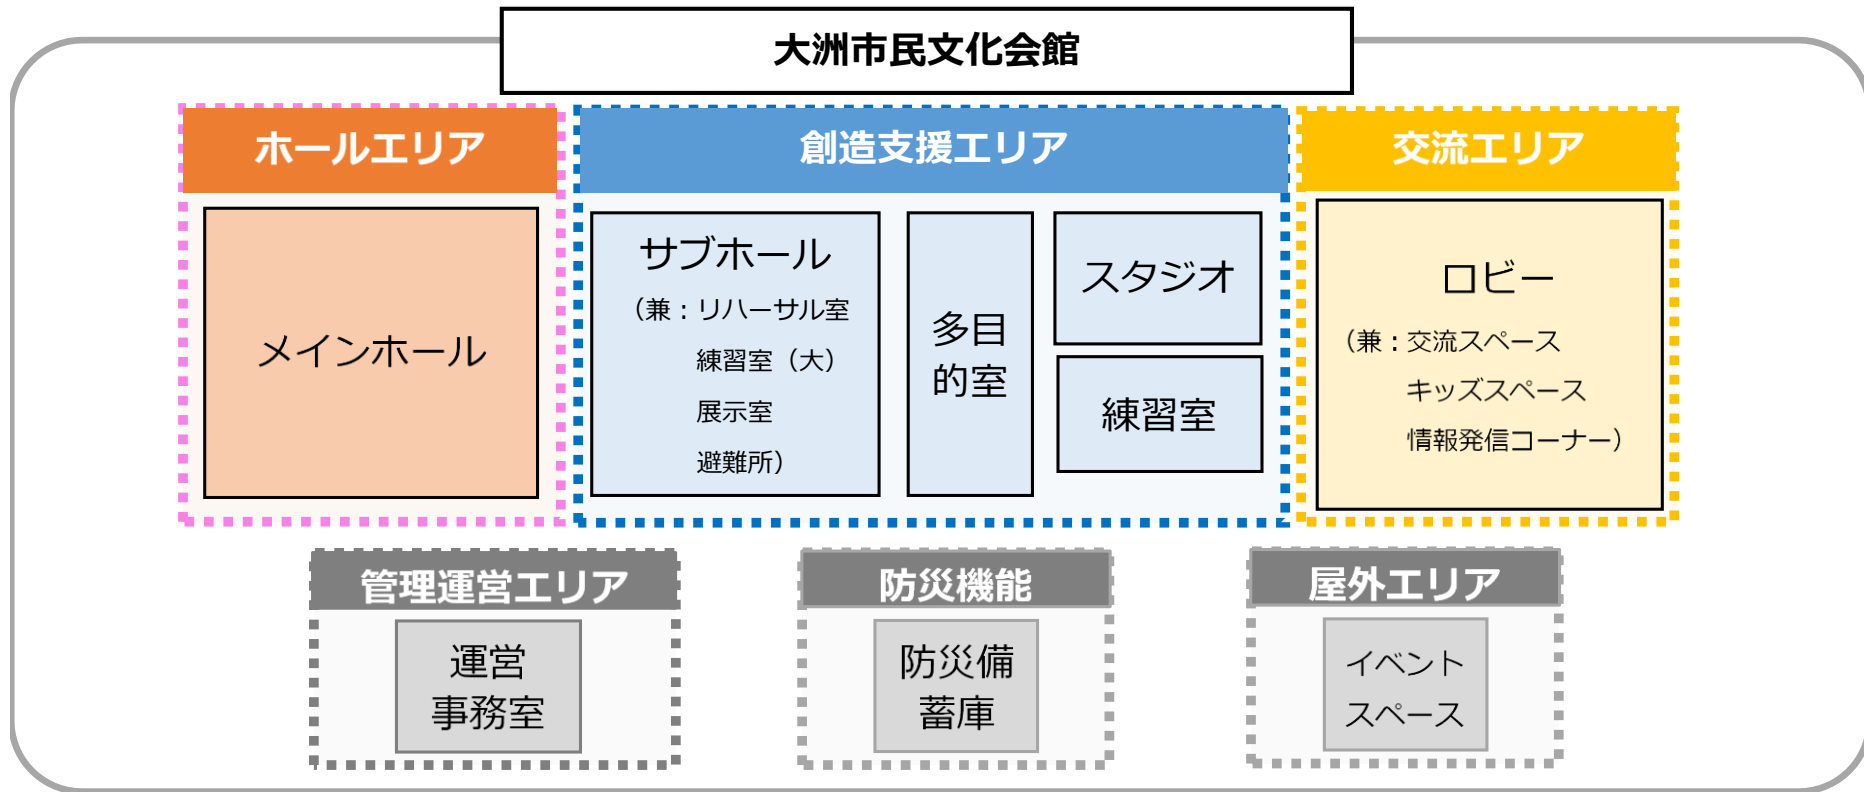 大洲市民文化会館
ホールエリア
メインホール
創造支援エリア
サブホール
（兼：リハーサル室
練習室（大）
展示室
避難所）
多目
的室
スタジオ
練習室
交流エリア
ロビー
（兼：交流スペース
キッズスペース
情報発信コーナー）
管理運営エリア
運営
事務室
防災機能
防災備
蓄庫
屋外エリア
イベント
スペース